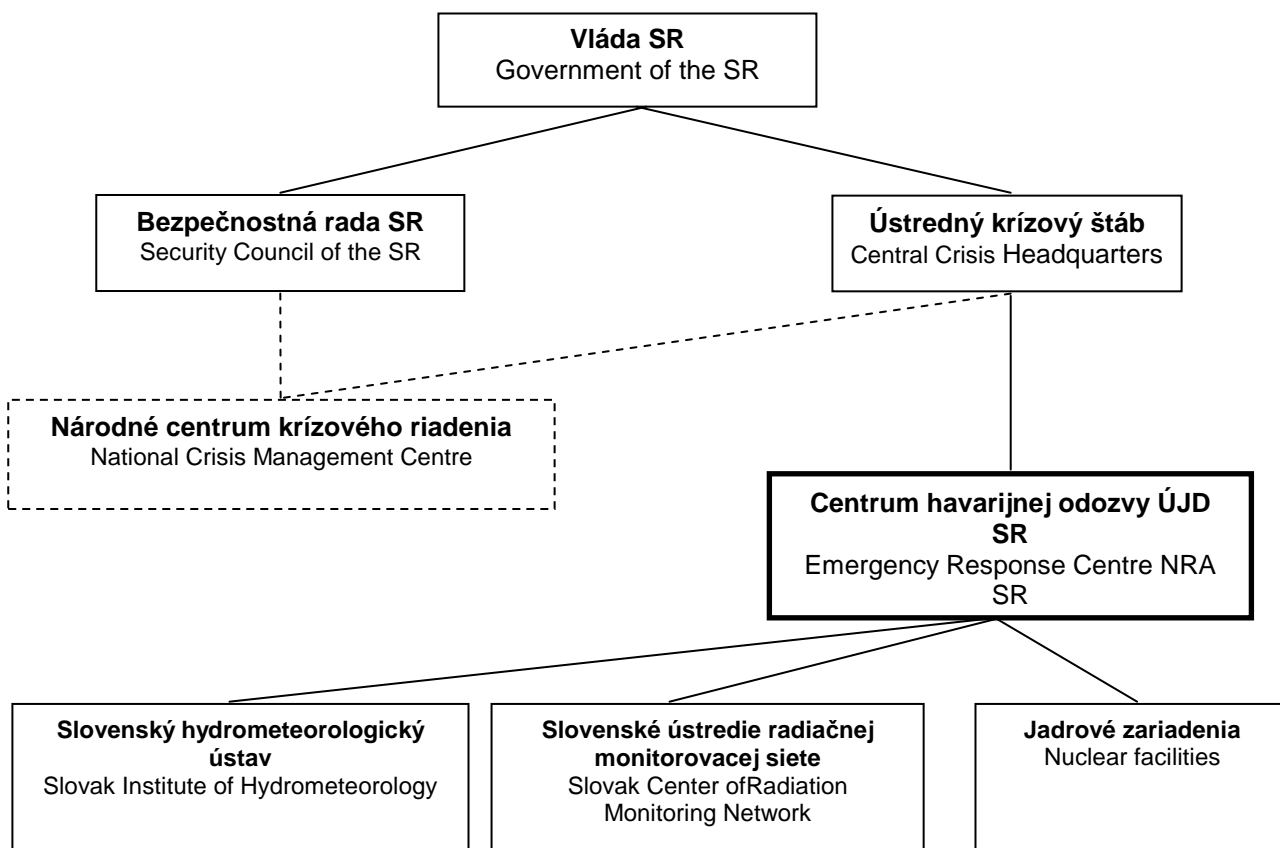 Vláda SR
Government of the SR
Bezpečnostná rada SR
Security Council of the SR
Ústredný krízový štáb
Central Crisis Headquarters
Národné centrum krízového riadenia
National Crisis Management Centre
Centrum havarijnej odozvy ÚJD
SR
Emergency Response Centre NRA
SR
Slovenský hydrometeorologický
ústav
Slovak Institute of Hydrometeorology
Slovenské ústredie radiačnej
monitorovacej siete
Slovak Center ofRadiation
Monitoring Network
Jadrové zariadenia
Nuclear facilities